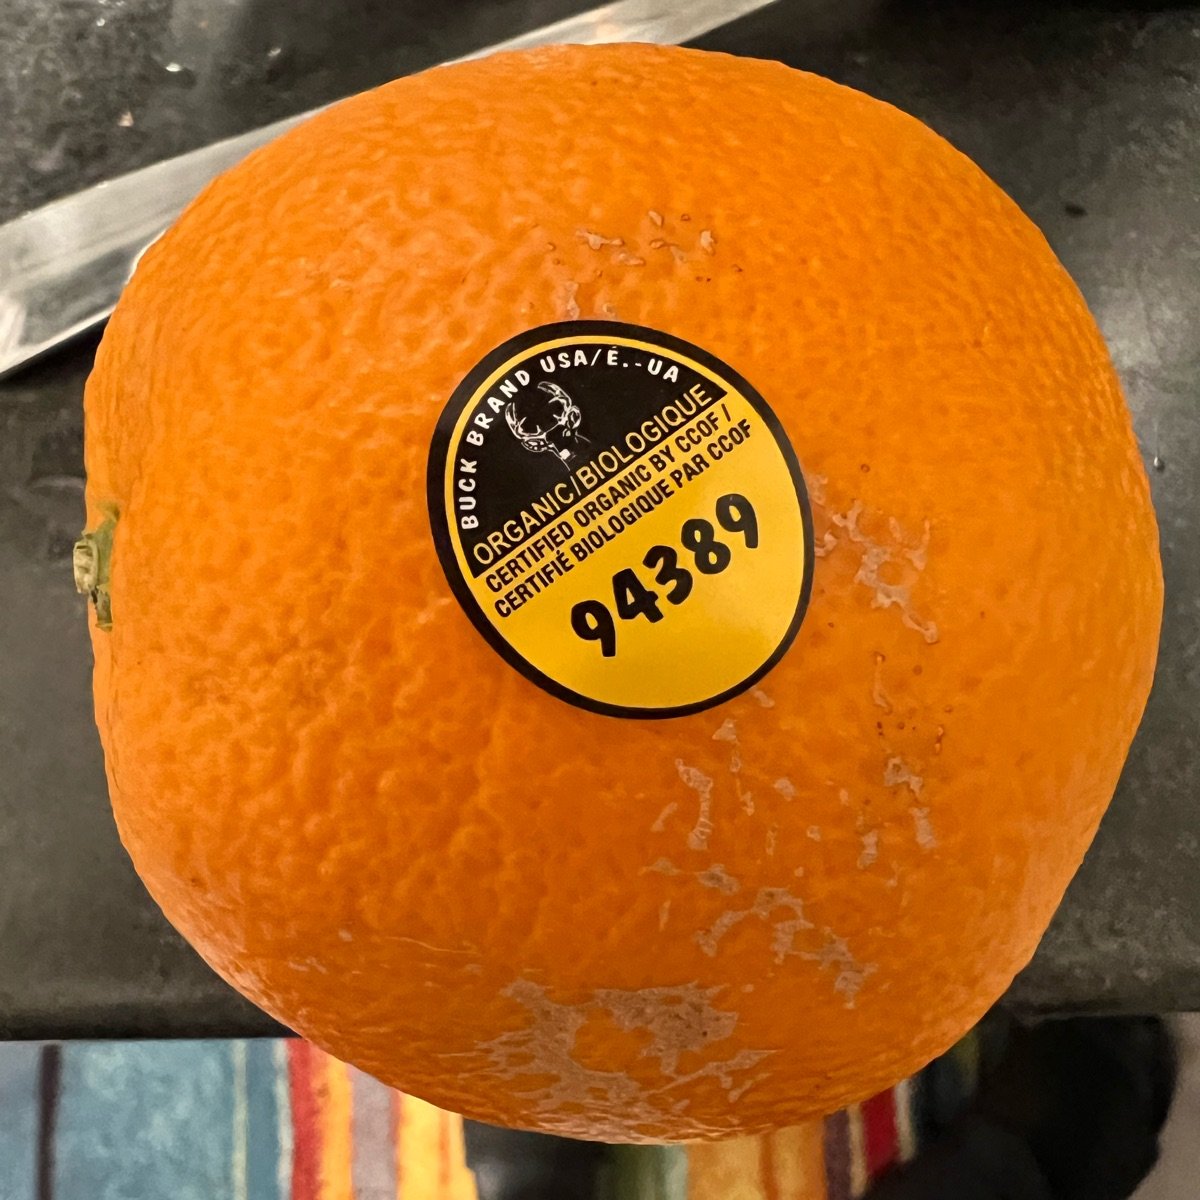 BUCK BRAND USA/É.-UA
ORGANIC/BIOLOGIQUE
CERTIFIED ORGANIC BY CCOF /
CERTIFIÉ BIOLOGIQUE PAR CCOF
94389